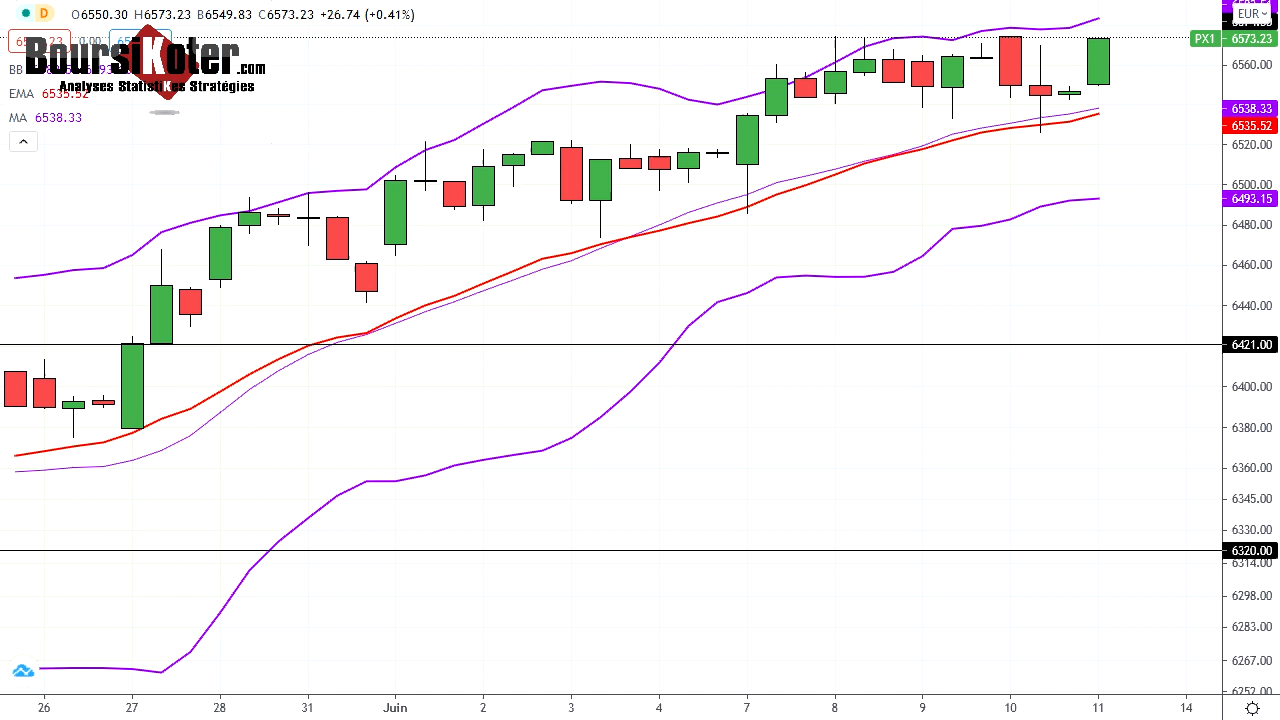 D O6550.30 H6573.23 B6549.83 C6573.23 +26.74 (+0.41%)
EUR
BoursiKoter.com
Analyses StatistiKes Stratégies
0.00
BB
EMA 6535.52
MA 6538.33
PX1 6573.23
6560.00
6538.33
6535.52
6520.00
6500.00
6493.15
6480.00
6460.00
6440.00
6421.00
6400.00
6380.00
6360.00
6345.00
6330.00
6320.00
6314.00
6298.00
6283.00
6267.00
6252.00
26 27 28 31 Juin 2 3 4 7 8 9 10 11 14